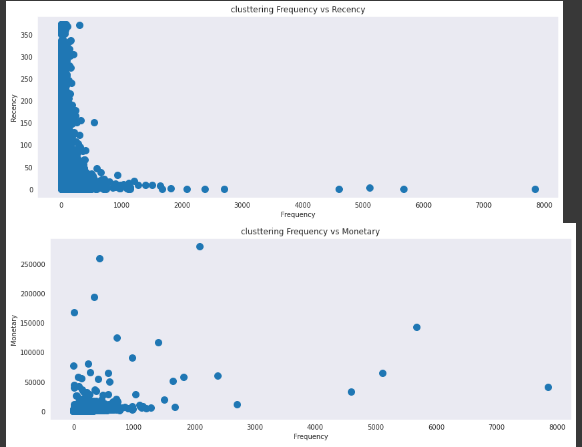 clusttering Frequency vs Recency
350
300
250
200
150
100
50
0
Recency
0 1000 2000 3000 4000 5000 6000 7000 8000
Frequency
clusttering Frequency vs Monetary
250000
200000
150000
100000
50000
0
Monetary
0 1000 2000 3000 4000 5000 6000 7000 8000
Frequency